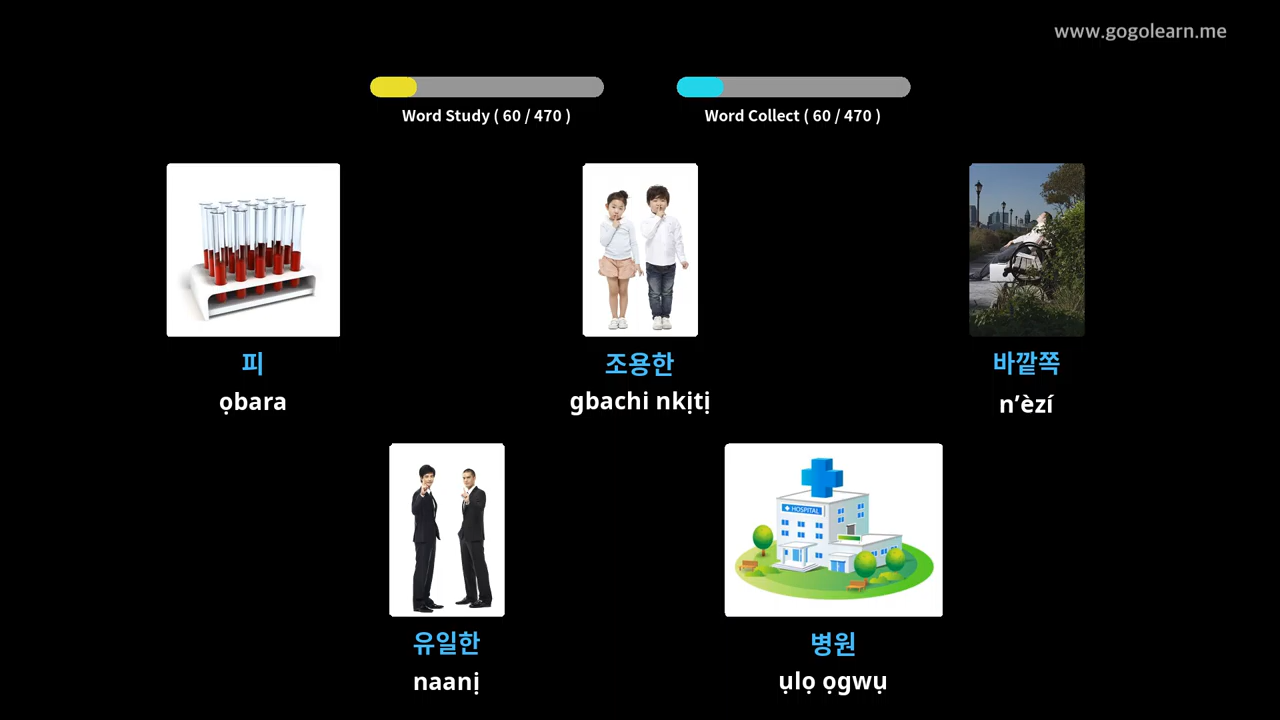 www.gogolearn.me
Word Study ( 60 / 470 )
Word Collect ( 60 / 470 )
피
ọbara
조용한
gbachi nkịtị
바깥쪽
n’èzí
HOSPITAL
유일한
naanị
병원
ụlọ ọgwụ